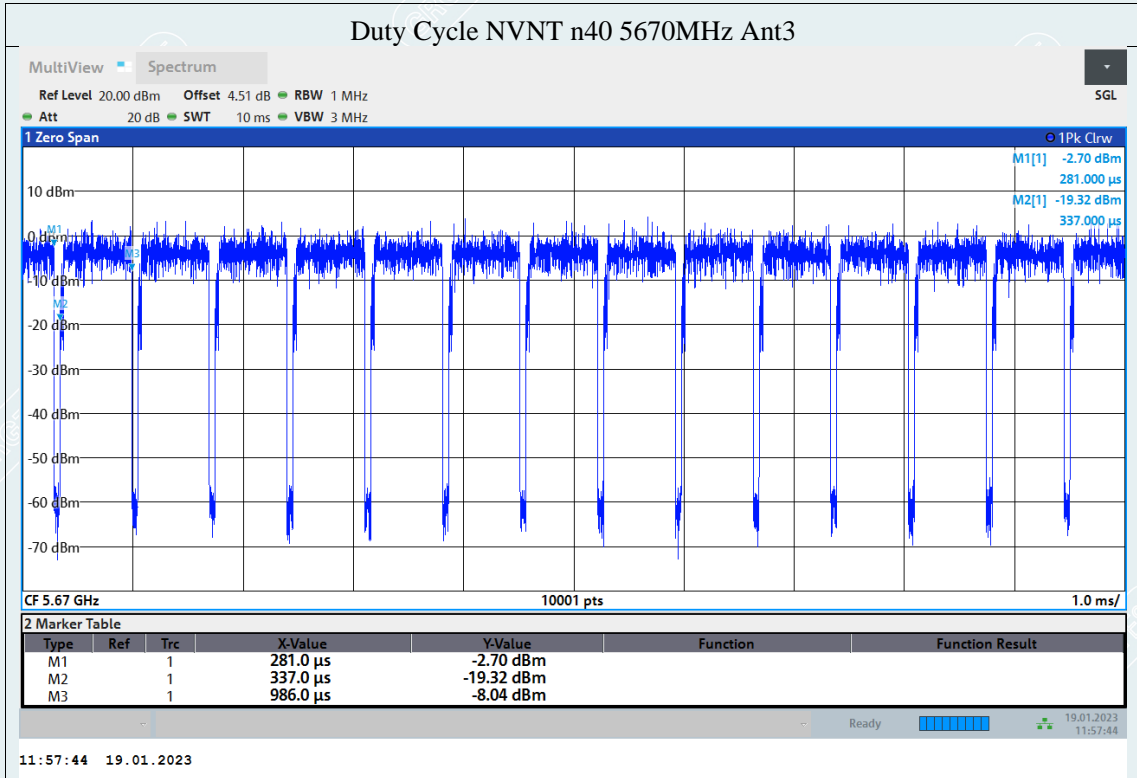 Duty Cycle NVNT n40 5670MHz Ant3
MultiView Spectrum
Ref Level 20.00 dBm Offset 4.51 dB RBW 1 MHz SGL
Att 20 dB SWT 10 ms VBW 3 MHz
1 Zero Span 1Pk Clrw
M1[1] -2.70 dBm
281.000 µs
M2[1] -19.32 dBm
337.000 µs
10 dBm
M1
0 dBm
M3
-10 dBm
M2
-20 dBm
-30 dBm
-40 dBm
-50 dBm
-60 dBm
-70 dBm
CF 5.67 GHz 10001 pts 1.0 ms/
2 Marker Table
Type Ref Trc X-Value Y-Value Function Function Result
M1 1 281.0 µs -2.70 dBm
M2 1 337.0 µs -19.32 dBm
M3 1 986.0 µs -8.04 dBm
Ready 19.01.2023
11:57:44
11:57:44 19.01.2023